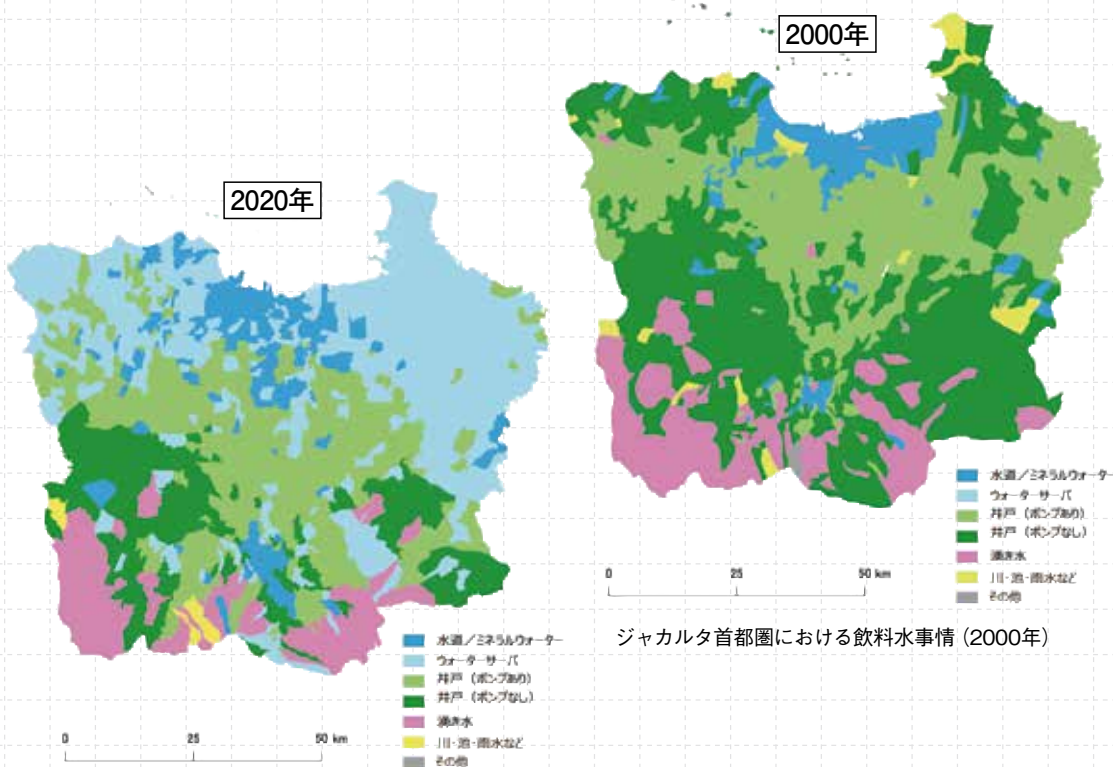 2000年
2020年
水道／ミネラルウォーター
ウォーターサーバ
井戸（ポンプあり）
井戸（ポンプなし）
湧き水
川・池・雨水など
その他
0 25 50 km
ジャカルタ首都圏における飲料水事情（2000年）
水道／ミネラルウォーター
ウォーターサーバ
井戸（ポンプあり）
井戸（ポンプなし）
湧き水
川・池・雨水など
その他
0 25 50 km